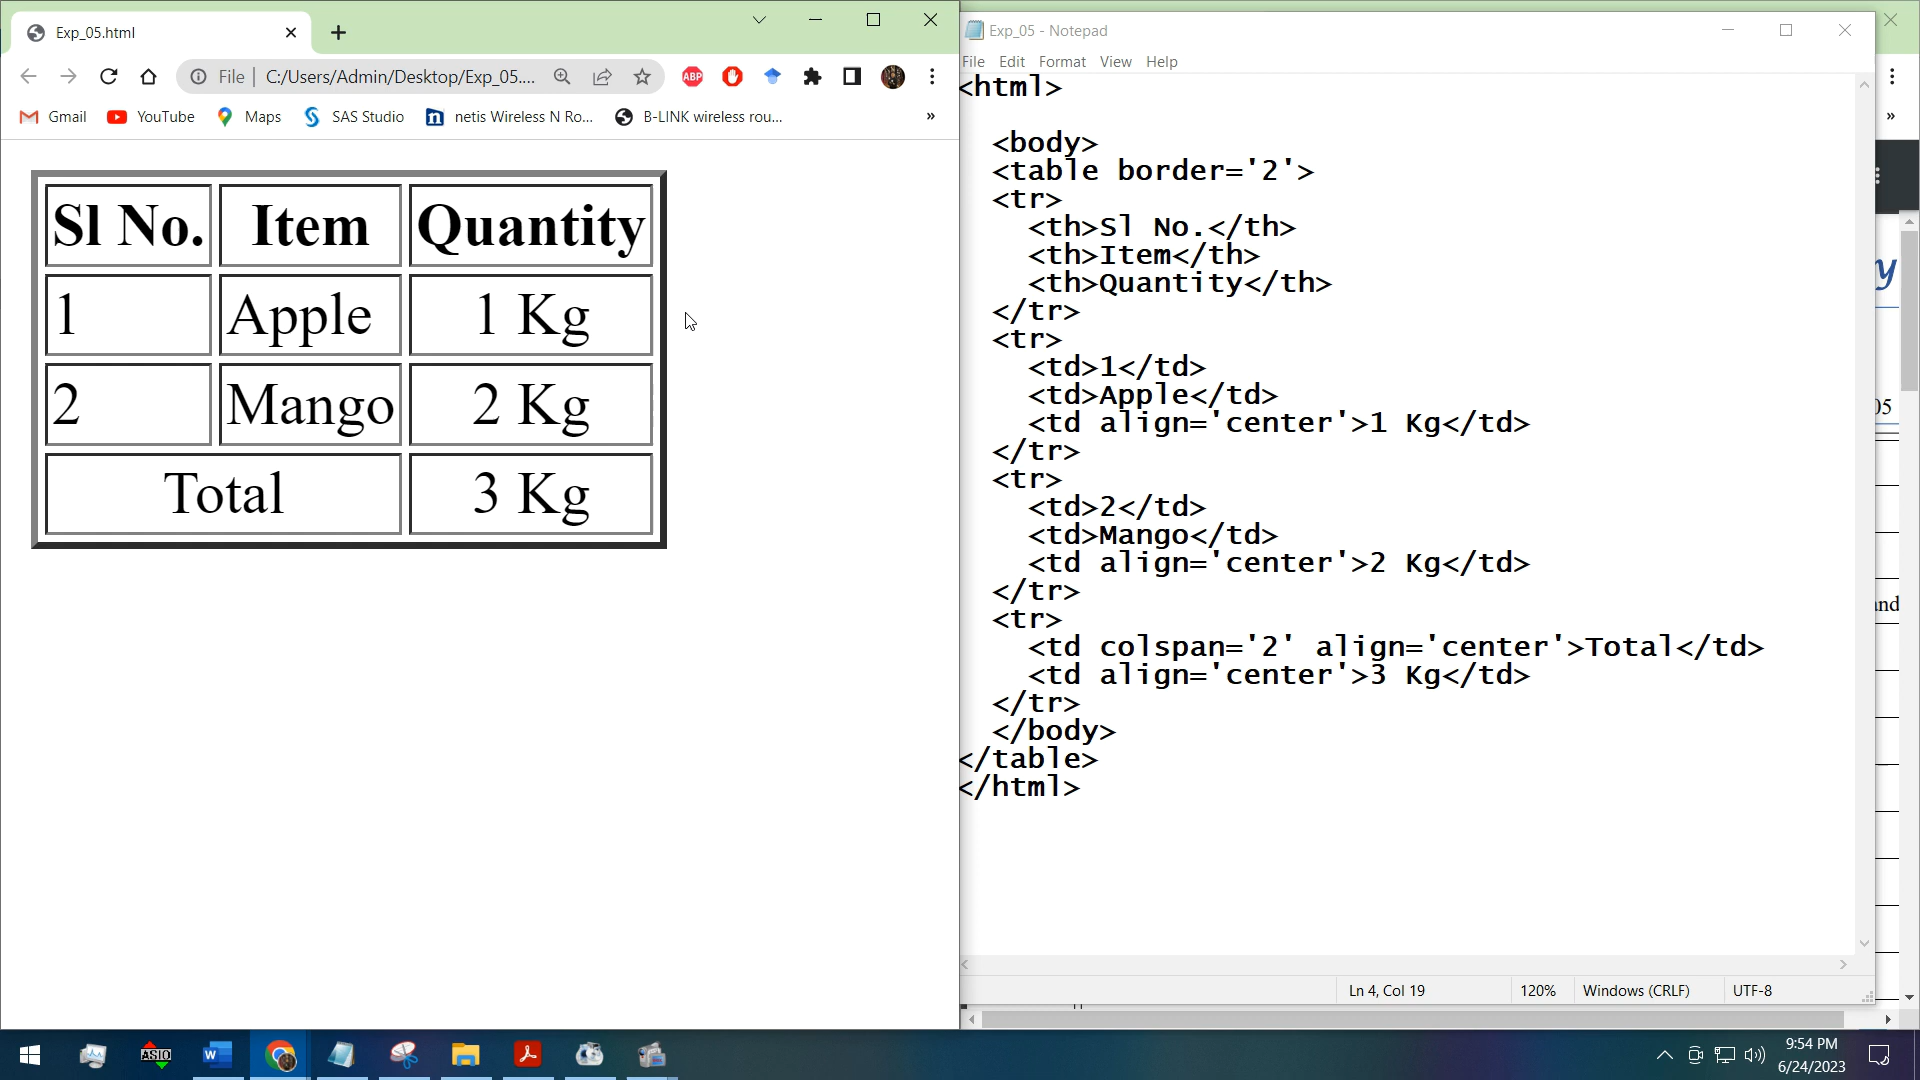 Exp_05.html
File | C:/Users/Admin/Desktop/Exp_05....
ABP
Gmail YouTube Maps SAS Studio netis Wireless N Ro... B-LINK wireless rou... »
Sl No. Item Quantity
1 Apple 1 Kg
2 Mango 2 Kg
Total 3 Kg
Exp_05 - Notepad
File Edit Format View Help
<html>
<body>
<table border='2'>
<tr>
<th>Sl No.</th>
<th>Item</th>
<th>Quantity</th>
</tr>
<tr>
<td>1</td>
<td>Apple</td>
<td align='center'>1 Kg</td>
</tr>
<tr>
<td>2</td>
<td>Mango</td>
<td align='center'>2 Kg</td>
</tr>
<tr>
<td colspan='2' align='center'>Total</td>
<td align='center'>3 Kg</td>
</tr>
</body>
</table>
</html>
Ln 4, Col 19 120% Windows (CRLF) UTF-8
»
y
05
and
ASIO
9:54 PM
6/24/2023